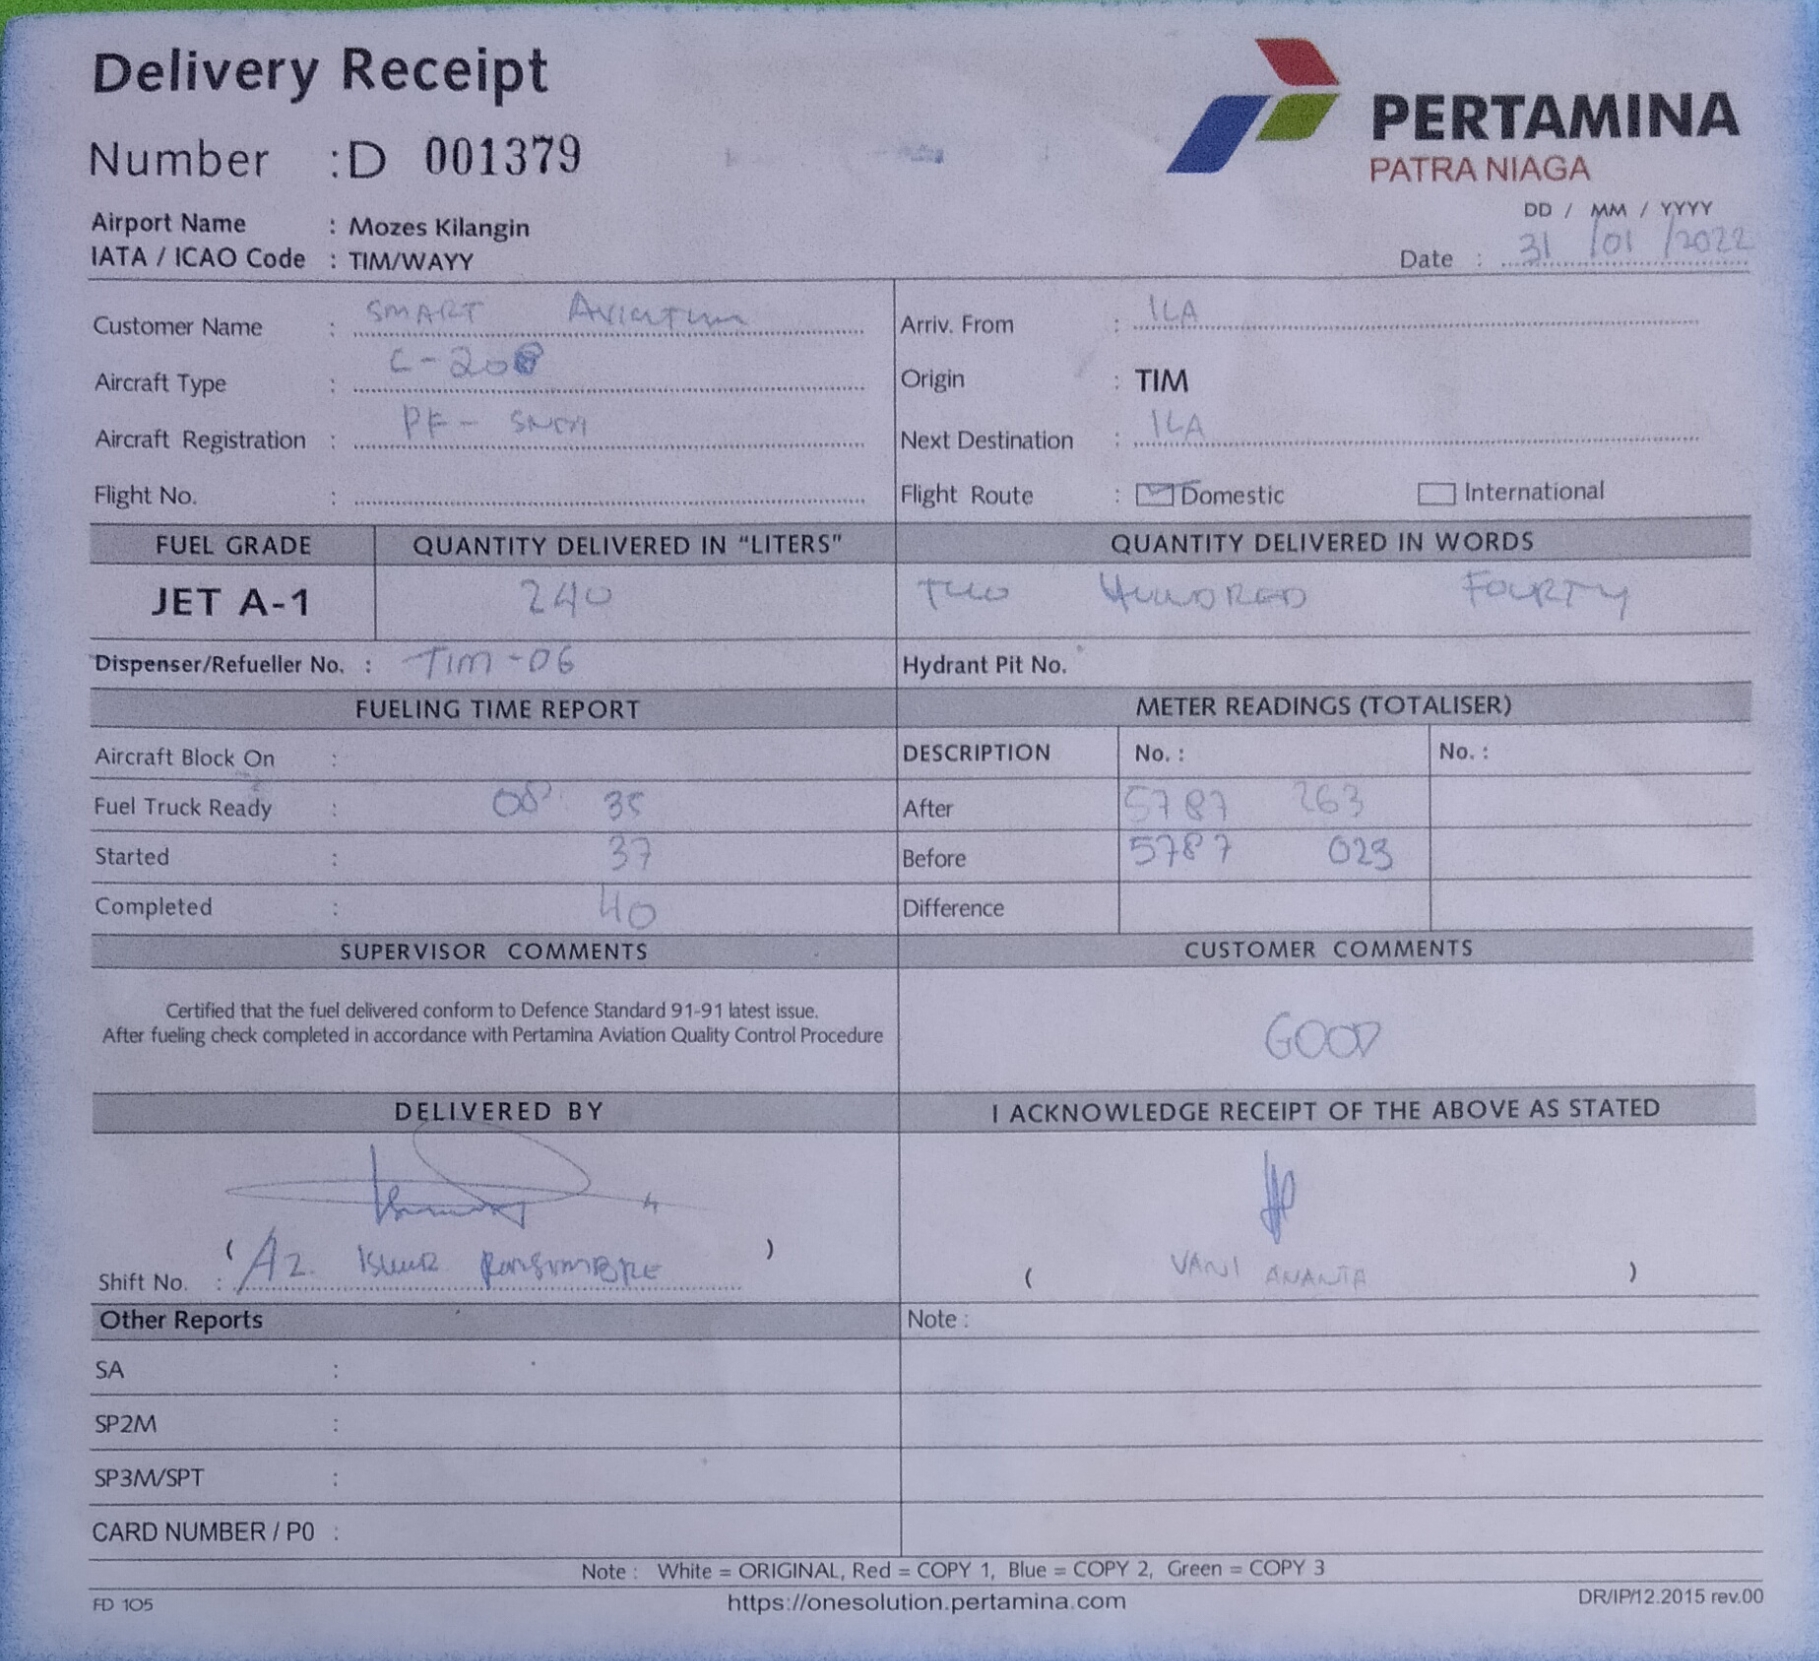 Delivery Receipt
Number : D 001379
PERTAMINA
PATRA NIAGA
Airport Name : Mozes Kilangin
IATA / ICAO Code : TIM/WAYY
DD / MM / YYYY
Date : 31 /01 /2022
Customer Name : SMART AVIATION
Arriv. From : ILA
Aircraft Type : C-208
Origin : TIM
Aircraft Registration : PK-
Next Destination : ILA
Flight No. :
Flight Route : Domestic International
FUEL GRADE QUANTITY DELIVERED IN "LITERS" QUANTITY DELIVERED IN WORDS
JET A-1 240 TWO HUNDRED FOURTY
Dispenser/Refueller No. : TIM-06 Hydrant Pit No.
FUELING TIME REPORT METER READINGS (TOTALISER)
Aircraft Block On : DESCRIPTION No. : No. :
Fuel Truck Ready : 08 35 After 5787 263
Started : 37 Before 5787 023
Completed : 40 Difference
SUPERVISOR COMMENTS CUSTOMER COMMENTS
Certified that the fuel delivered conform to Defence Standard 91-91 latest issue.
After fueling check completed in accordance with Pertamina Aviation Quality Control Procedure
GOOD
DELIVERED BY I ACKNOWLEDGE RECEIPT OF THE ABOVE AS STATED
Shift No. : ( A2. ) ( VANI ANANTA )
Other Reports Note :
SA :
SP2M :
SP3M/SPT :
CARD NUMBER / P0 :
Note : White = ORIGINAL, Red = COPY 1, Blue = COPY 2, Green = COPY 3
FD 105 https://onesolution.pertamina.com DR/IP/12.2015 rev.00